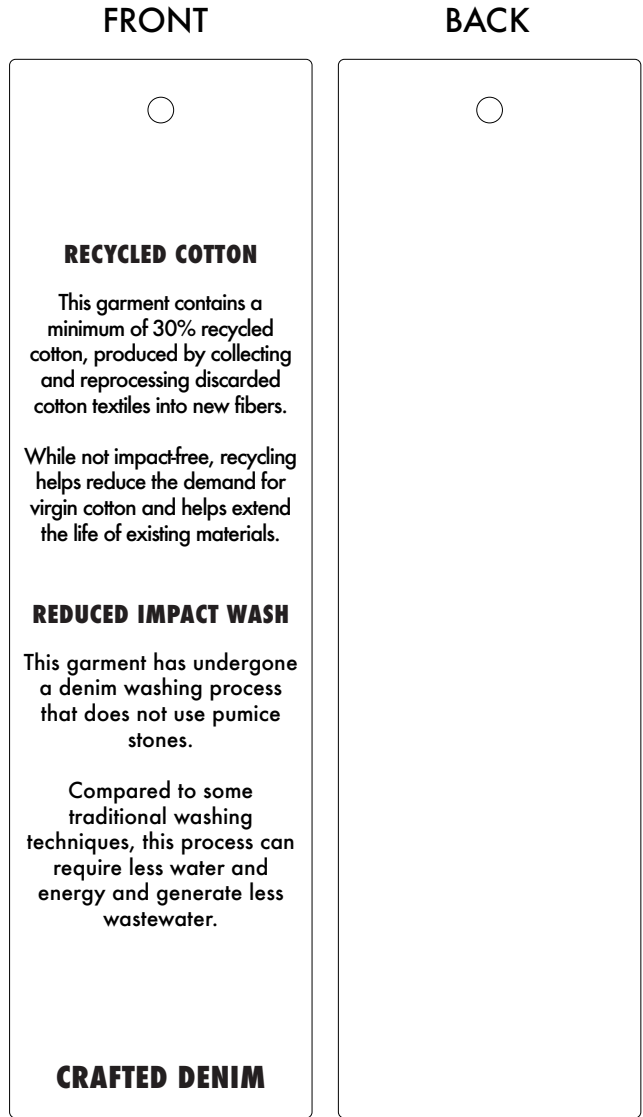 FRONT
BACK
RECYCLED COTTON
This garment contains a
minimum of 30% recycled
cotton, produced by collecting
and reprocessing discarded
cotton textiles into new fibers.
While not impact-free, recycling
helps reduce the demand for
virgin cotton and helps extend
the life of existing materials.
REDUCED IMPACT WASH
This garment has undergone
a denim washing process
that does not use pumice
stones.
Compared to some
traditional washing
techniques, this process can
require less water and
energy and generate less
wastewater.
CRAFTED DENIM